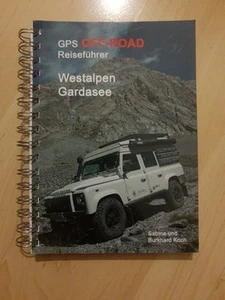 GPS OFF ROAD
Reiseführer
Westalpen
Gardasee
Sabine und
Burkhard Koch